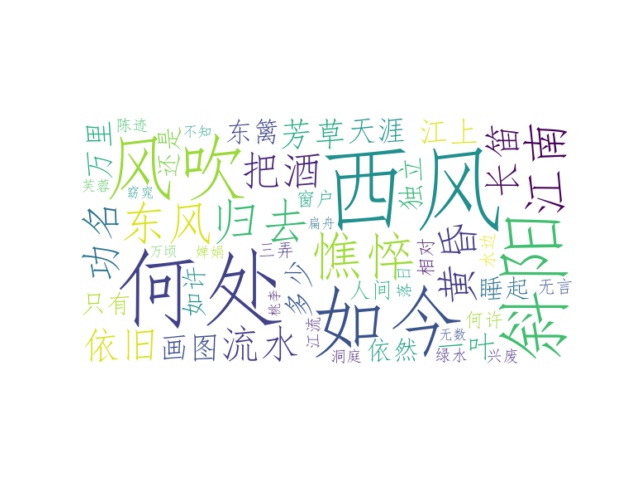 陈迹
不知
万里
还是
风吹
东篱
芳草
天涯
江上
长笛
江南
西风
把酒
独立
芙蓉
窈窕
窗户
功名
东风
归去
扁舟
憔悴
黄昏
斜阳
万顷
婵娟
三弄
落日
相对
水边
何处
如许
多少
桃李
人间
如今
睡起
无言
只有
依旧
画图
流水
江流
洞庭
依然
无数
绿水
一叶
何许
兴废